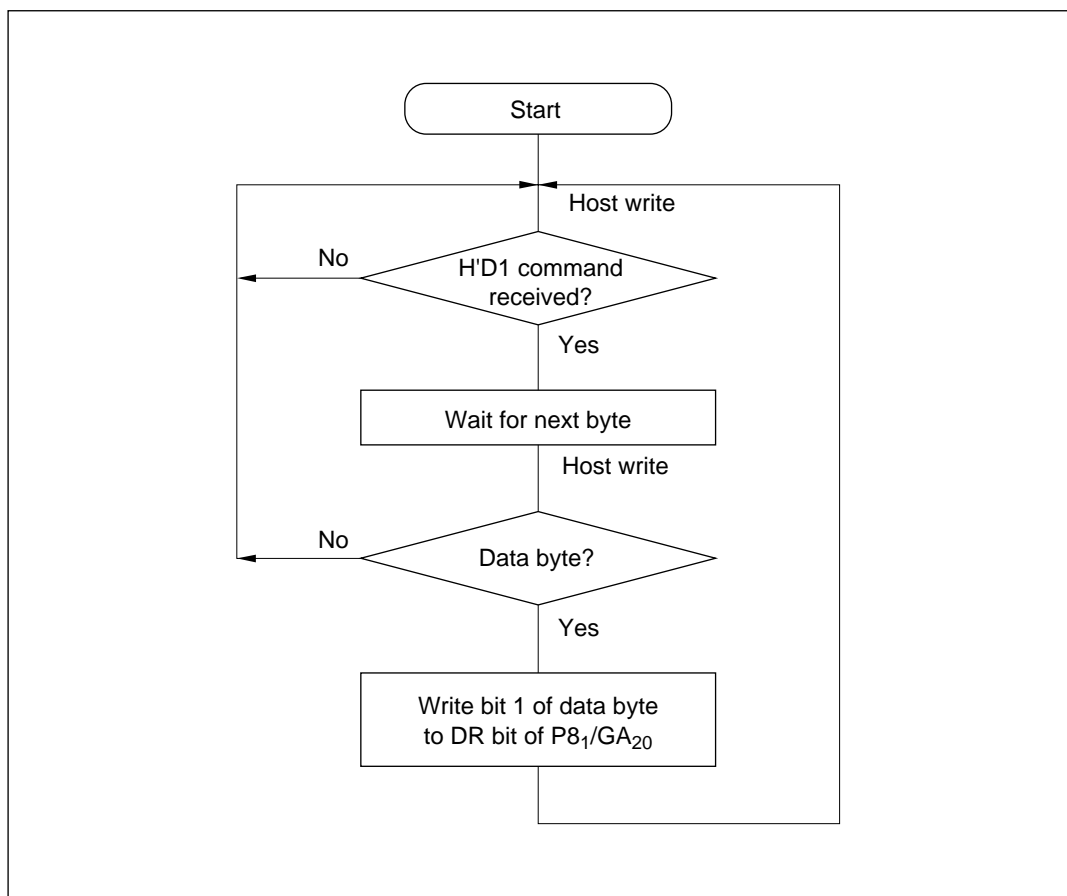 Start
Host write
No
H'D1 command
received?
Yes
Wait for next byte
Host write
No
Data byte?
Yes
Write bit 1 of data byte
to DR bit of P8₁/GA₂₀